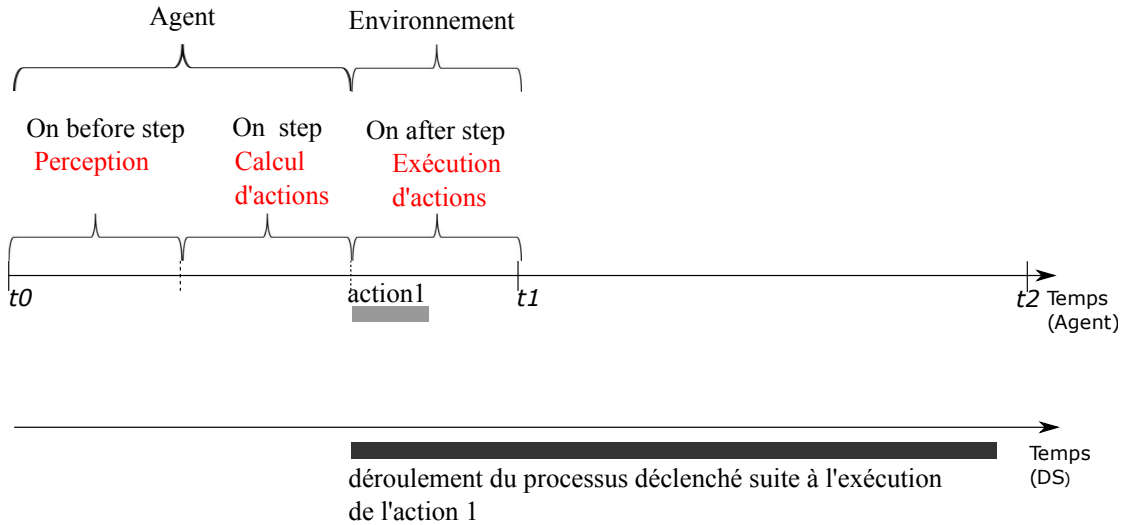 Agent
Environnement
On before step
Perception
On  step
Calcul
d'actions
On after step
Exécution
d'actions
t0
action1
t1
t2
Temps
(Agent)
Temps
(DS)
déroulement du processus déclenché suite à l'exécution
de l'action 1